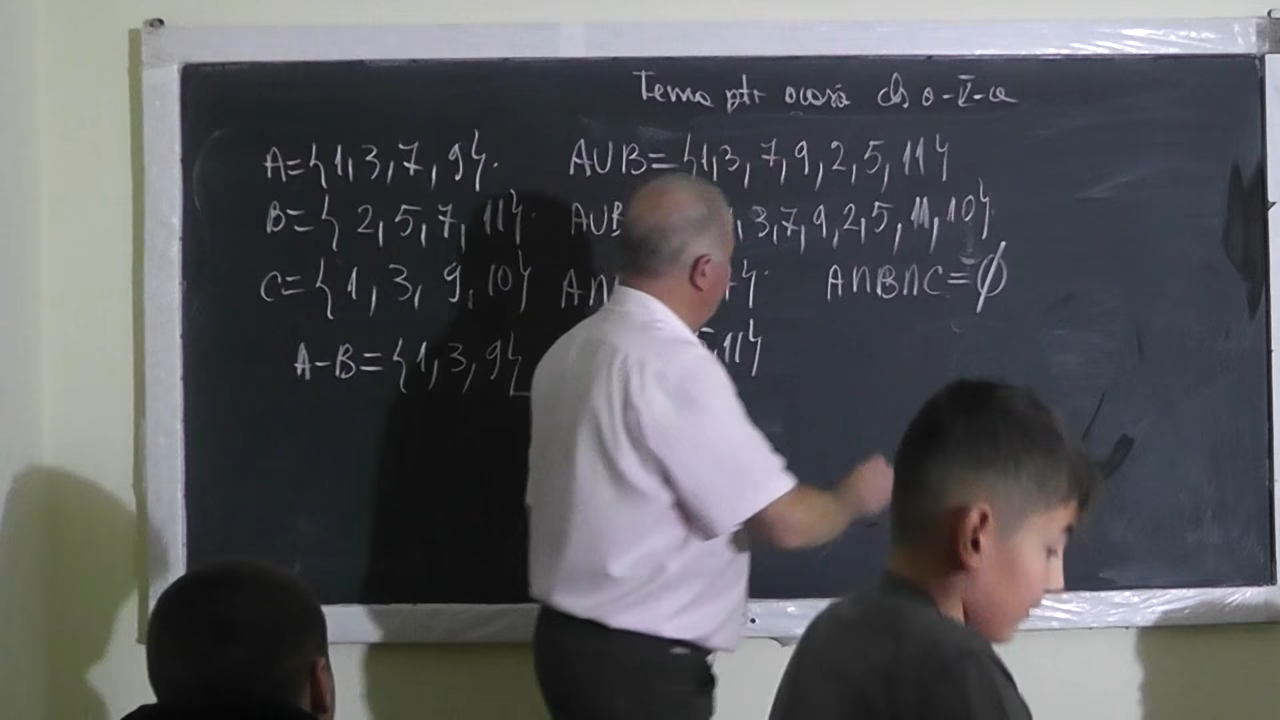 Tema ptr acasă cls a-V-a
A={1,3,7,9}. A∪B={1,3,7,9,2,5,11}
B={2,5,7,11}. A∪B ,3,7,9,2,5,11,10}.
C={1,3,9,10} A∩ }. A∩B∩C=∅
A-B={1,3,9} ,11}